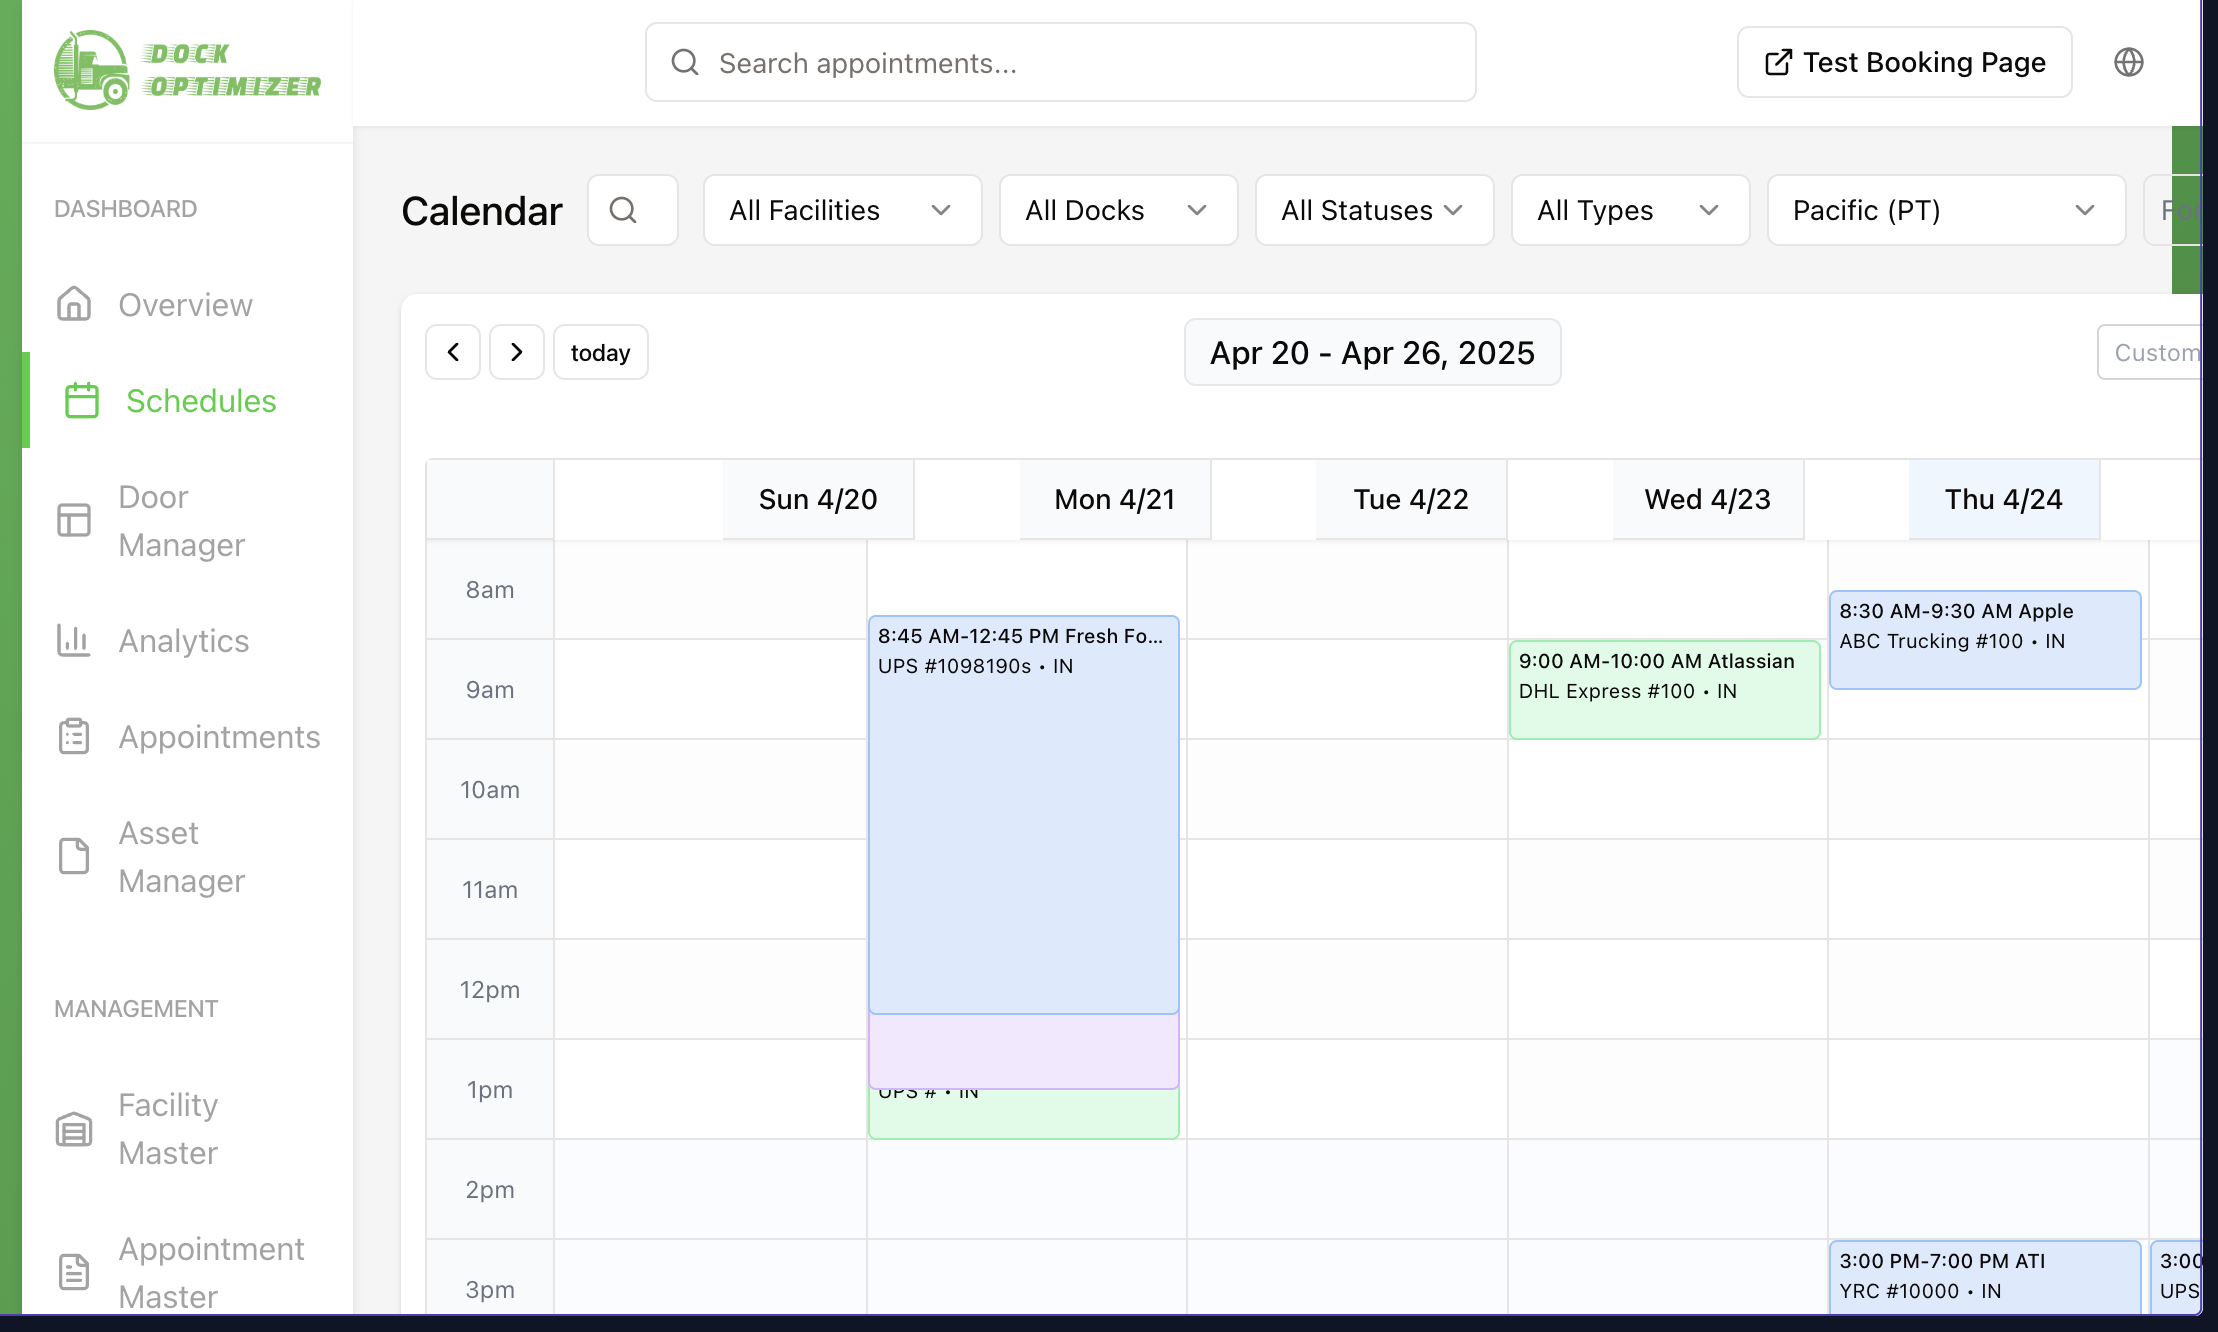 DOCK
OPTIMIZER
Search appointments...
Test Booking Page
DASHBOARD
Overview
Schedules
Door
Manager
Analytics
Appointments
Asset
Manager
MANAGEMENT
Facility
Master
Appointment
Master
Calendar
All Facilities
All Docks
All Statuses
All Types
Pacific (PT)
today
Apr 20 - Apr 26, 2025
Custom
Sun 4/20
Mon 4/21
Tue 4/22
Wed 4/23
Thu 4/24
8am
9am
10am
11am
12pm
1pm
2pm
3pm
8:45 AM-12:45 PM Fresh Fo...
UPS #1098190s • IN
UPS # • IN
9:00 AM-10:00 AM Atlassian
DHL Express #100 • IN
8:30 AM-9:30 AM Apple
ABC Trucking #100 • IN
3:00 PM-7:00 PM ATI
YRC #10000 • IN
3:00
UPS